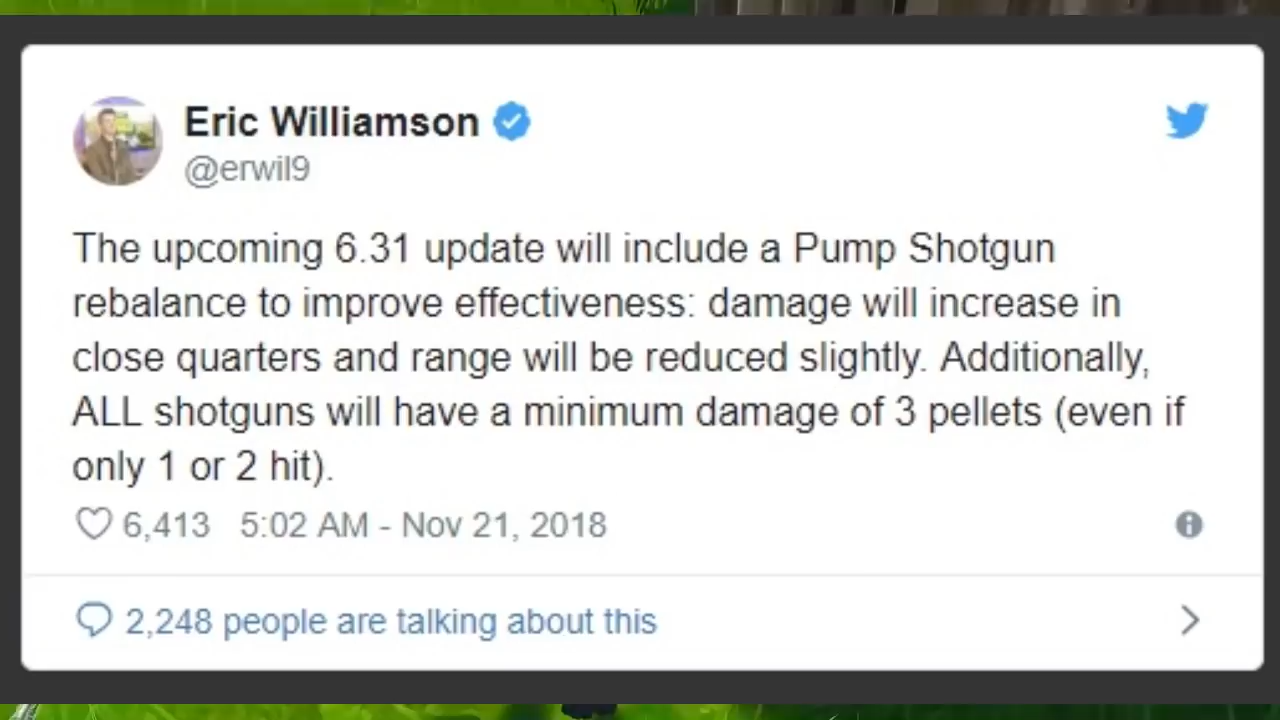 Eric Williamson
@erwil9
The upcoming 6.31 update will include a Pump Shotgun
rebalance to improve effectiveness: damage will increase in
close quarters and range will be reduced slightly. Additionally,
ALL shotguns will have a minimum damage of 3 pellets (even if
only 1 or 2 hit).
6,413 5:02 AM - Nov 21, 2018
2,248 people are talking about this